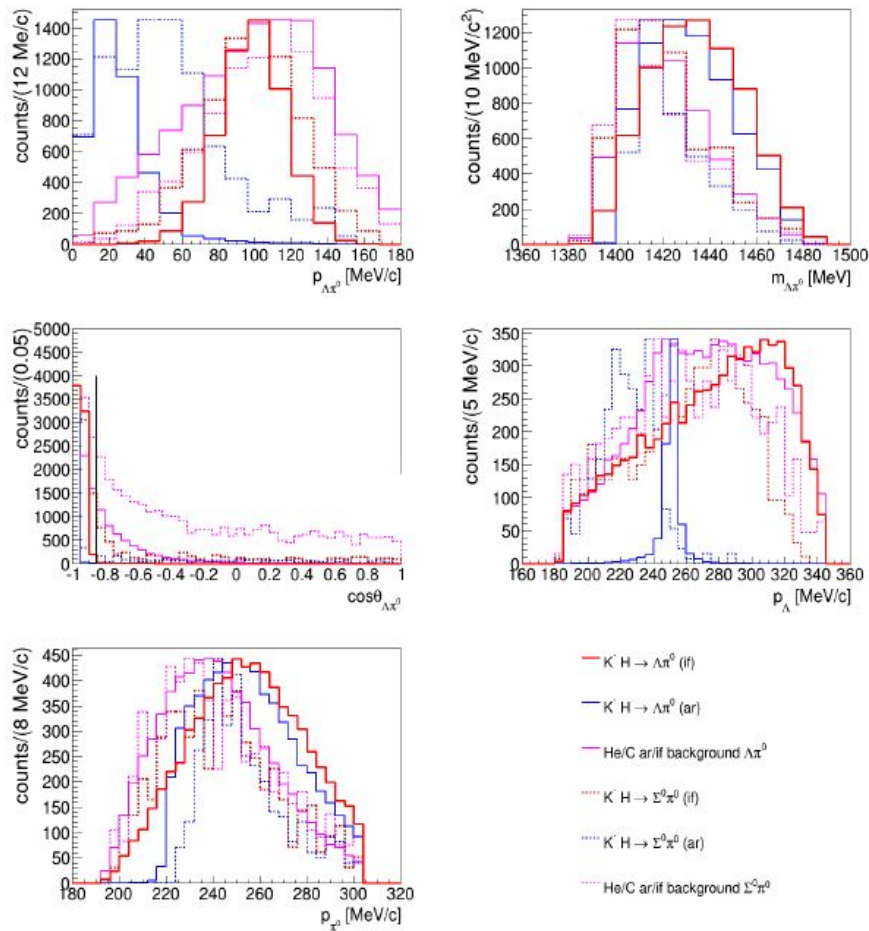 counts/(12 Me/c)
1400
1200
1000
800
600
400
200
0
0 20 40 60 80 100 120 140 160 180
p_Λπ⁰ [MeV/c]
counts/(10 MeV/c²)
1200
1000
800
600
400
200
0
1360 1380 1400 1420 1440 1460 1480 1500
m_Λπ⁰ [MeV]
counts/(0.05)
5000
4500
4000
3500
3000
2500
2000
1500
1000
500
0
-1 -0.8 -0.6 -0.4 -0.2 0 0.2 0.4 0.6 0.8 1
cosθ_Λπ⁰
counts/(5 MeV/c)
350
300
250
200
150
100
50
0
160 180 200 220 240 260 280 300 320 340 360
p_Λ [MeV/c]
counts/(8 MeV/c)
450
400
350
300
250
200
150
100
50
0
180 200 220 240 260 280 300 320
p_π⁰ [MeV/c]
K⁻ H → Λπ⁰ (if)
K⁻ H → Λπ⁰ (ar)
He/C ar/if background Λπ⁰
K⁻ H → Σ⁰π⁰ (if)
K⁻ H → Σ⁰π⁰ (ar)
He/C ar/if background Σ⁰π⁰